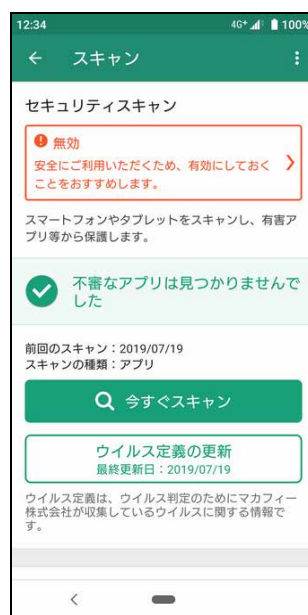 12:34 4G+ 100%
← スキャン
セキュリティスキャン
無効
安全にご利用いただくため、有効にしておく
ことをおすすめします。
スマートフォンやタブレットをスキャンし、有害ア
プリ等から保護します。
不審なアプリは見つかりませんで
した
前回のスキャン：2019/07/19
スキャンの種類：アプリ
今すぐスキャン
ウイルス定義の更新
最終更新日：2019/07/19
ウイルス定義は、ウイルス判定のためにマカフィー
株式会社が収集しているウイルスに関する情報で
す。